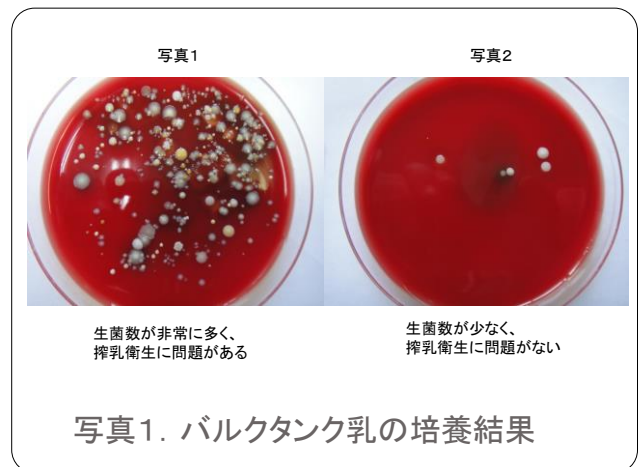 写真1
写真2
生菌数が非常に多く、
搾乳衛生に問題がある
生菌数が少なく、
搾乳衛生に問題がない
写真1. バルクタンク乳の培養結果